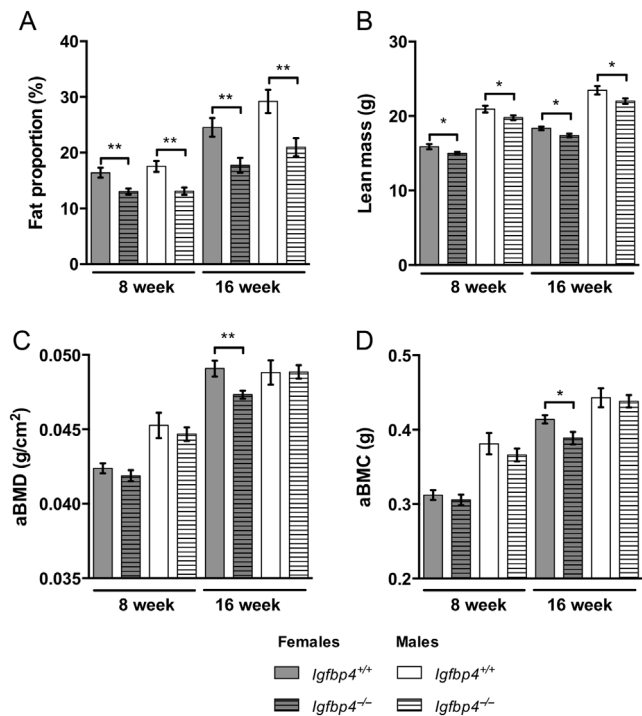 A
Fat proportion (%)
40
30
20
10
0
**
**
**
**
8 week
16 week
B
Lean mass (g)
30
20
10
0
*
*
*
*
8 week
16 week
C
aBMD (g/cm²)
0.050
0.045
0.040
0.035
**
8 week
16 week
D
aBMC (g)
0.5
0.4
0.3
0.2
*
8 week
16 week
Females Males
Igfbp4+/+ Igfbp4+/+
Igfbp4−/− Igfbp4−/−